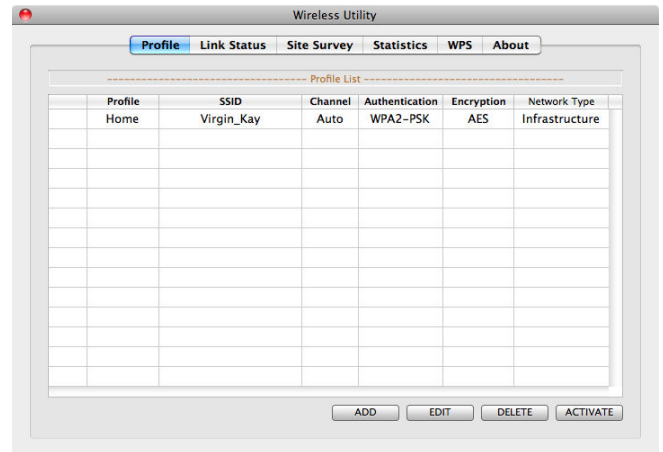 Wireless Utility
Profile Link Status Site Survey Statistics WPS About
Profile List
Profile SSID Channel Authentication Encryption Network Type
Home Virgin_Kay Auto WPA2-PSK AES Infrastructure
ADD EDIT DELETE ACTIVATE